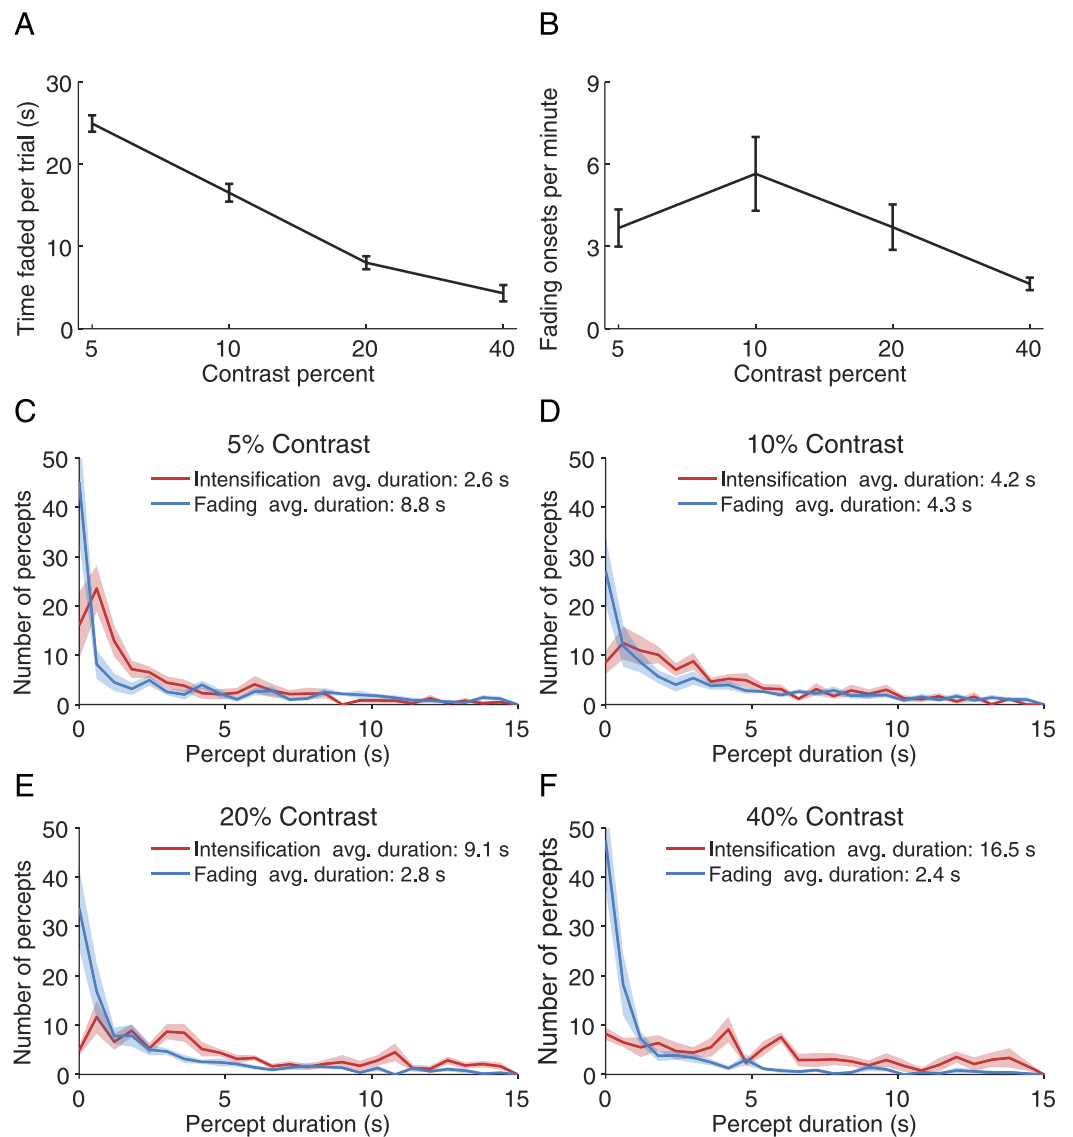 A
Time faded per trial (s)
30
20
10
0
5 10 20 40
Contrast percent
B
Fading onsets per minute
9
6
3
0
5 10 20 40
Contrast percent
C
5% Contrast
Intensification avg. duration: 2.6 s
Fading avg. duration: 8.8 s
Number of percepts
50
40
30
20
10
0
0 5 10 15
Percept duration (s)
D
10% Contrast
Intensification avg. duration: 4.2 s
Fading avg. duration: 4.3 s
Number of percepts
50
40
30
20
10
0
0 5 10 15
Percept duration (s)
E
20% Contrast
Intensification avg. duration: 9.1 s
Fading avg. duration: 2.8 s
Number of percepts
50
40
30
20
10
0
0 5 10 15
Percept duration (s)
F
40% Contrast
Intensification avg. duration: 16.5 s
Fading avg. duration: 2.4 s
Number of percepts
50
40
30
20
10
0
0 5 10 15
Percept duration (s)